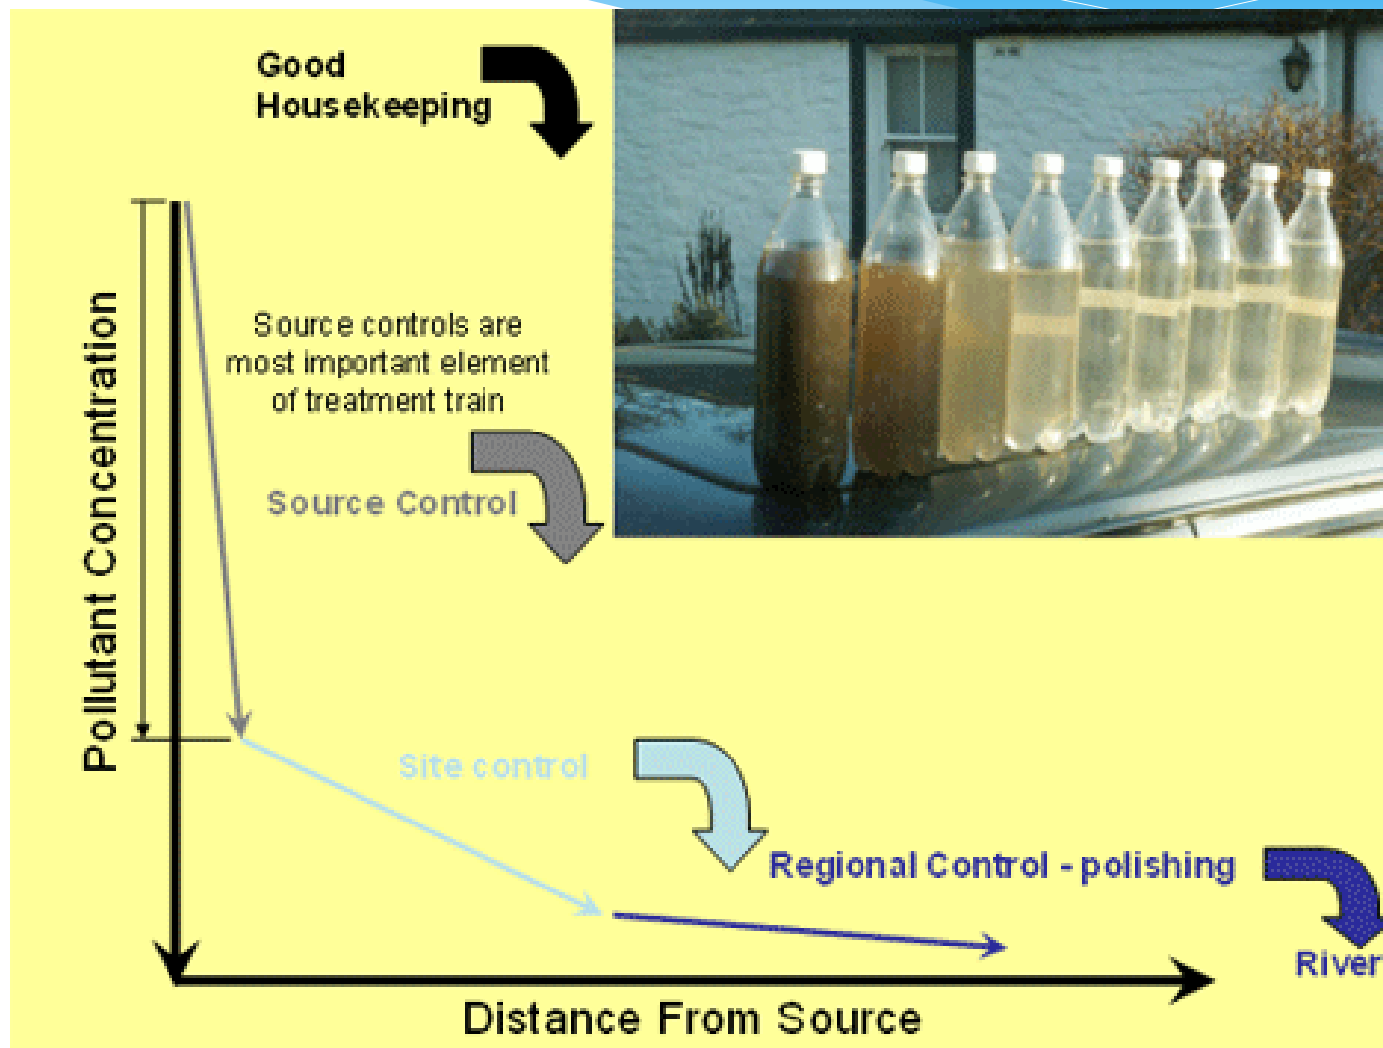 Good
Housekeeping
Pollutant Concentration
Source controls are
most important element
of treatment train
Source Control
Site control
Regional Control - polishing
River
Distance From Source